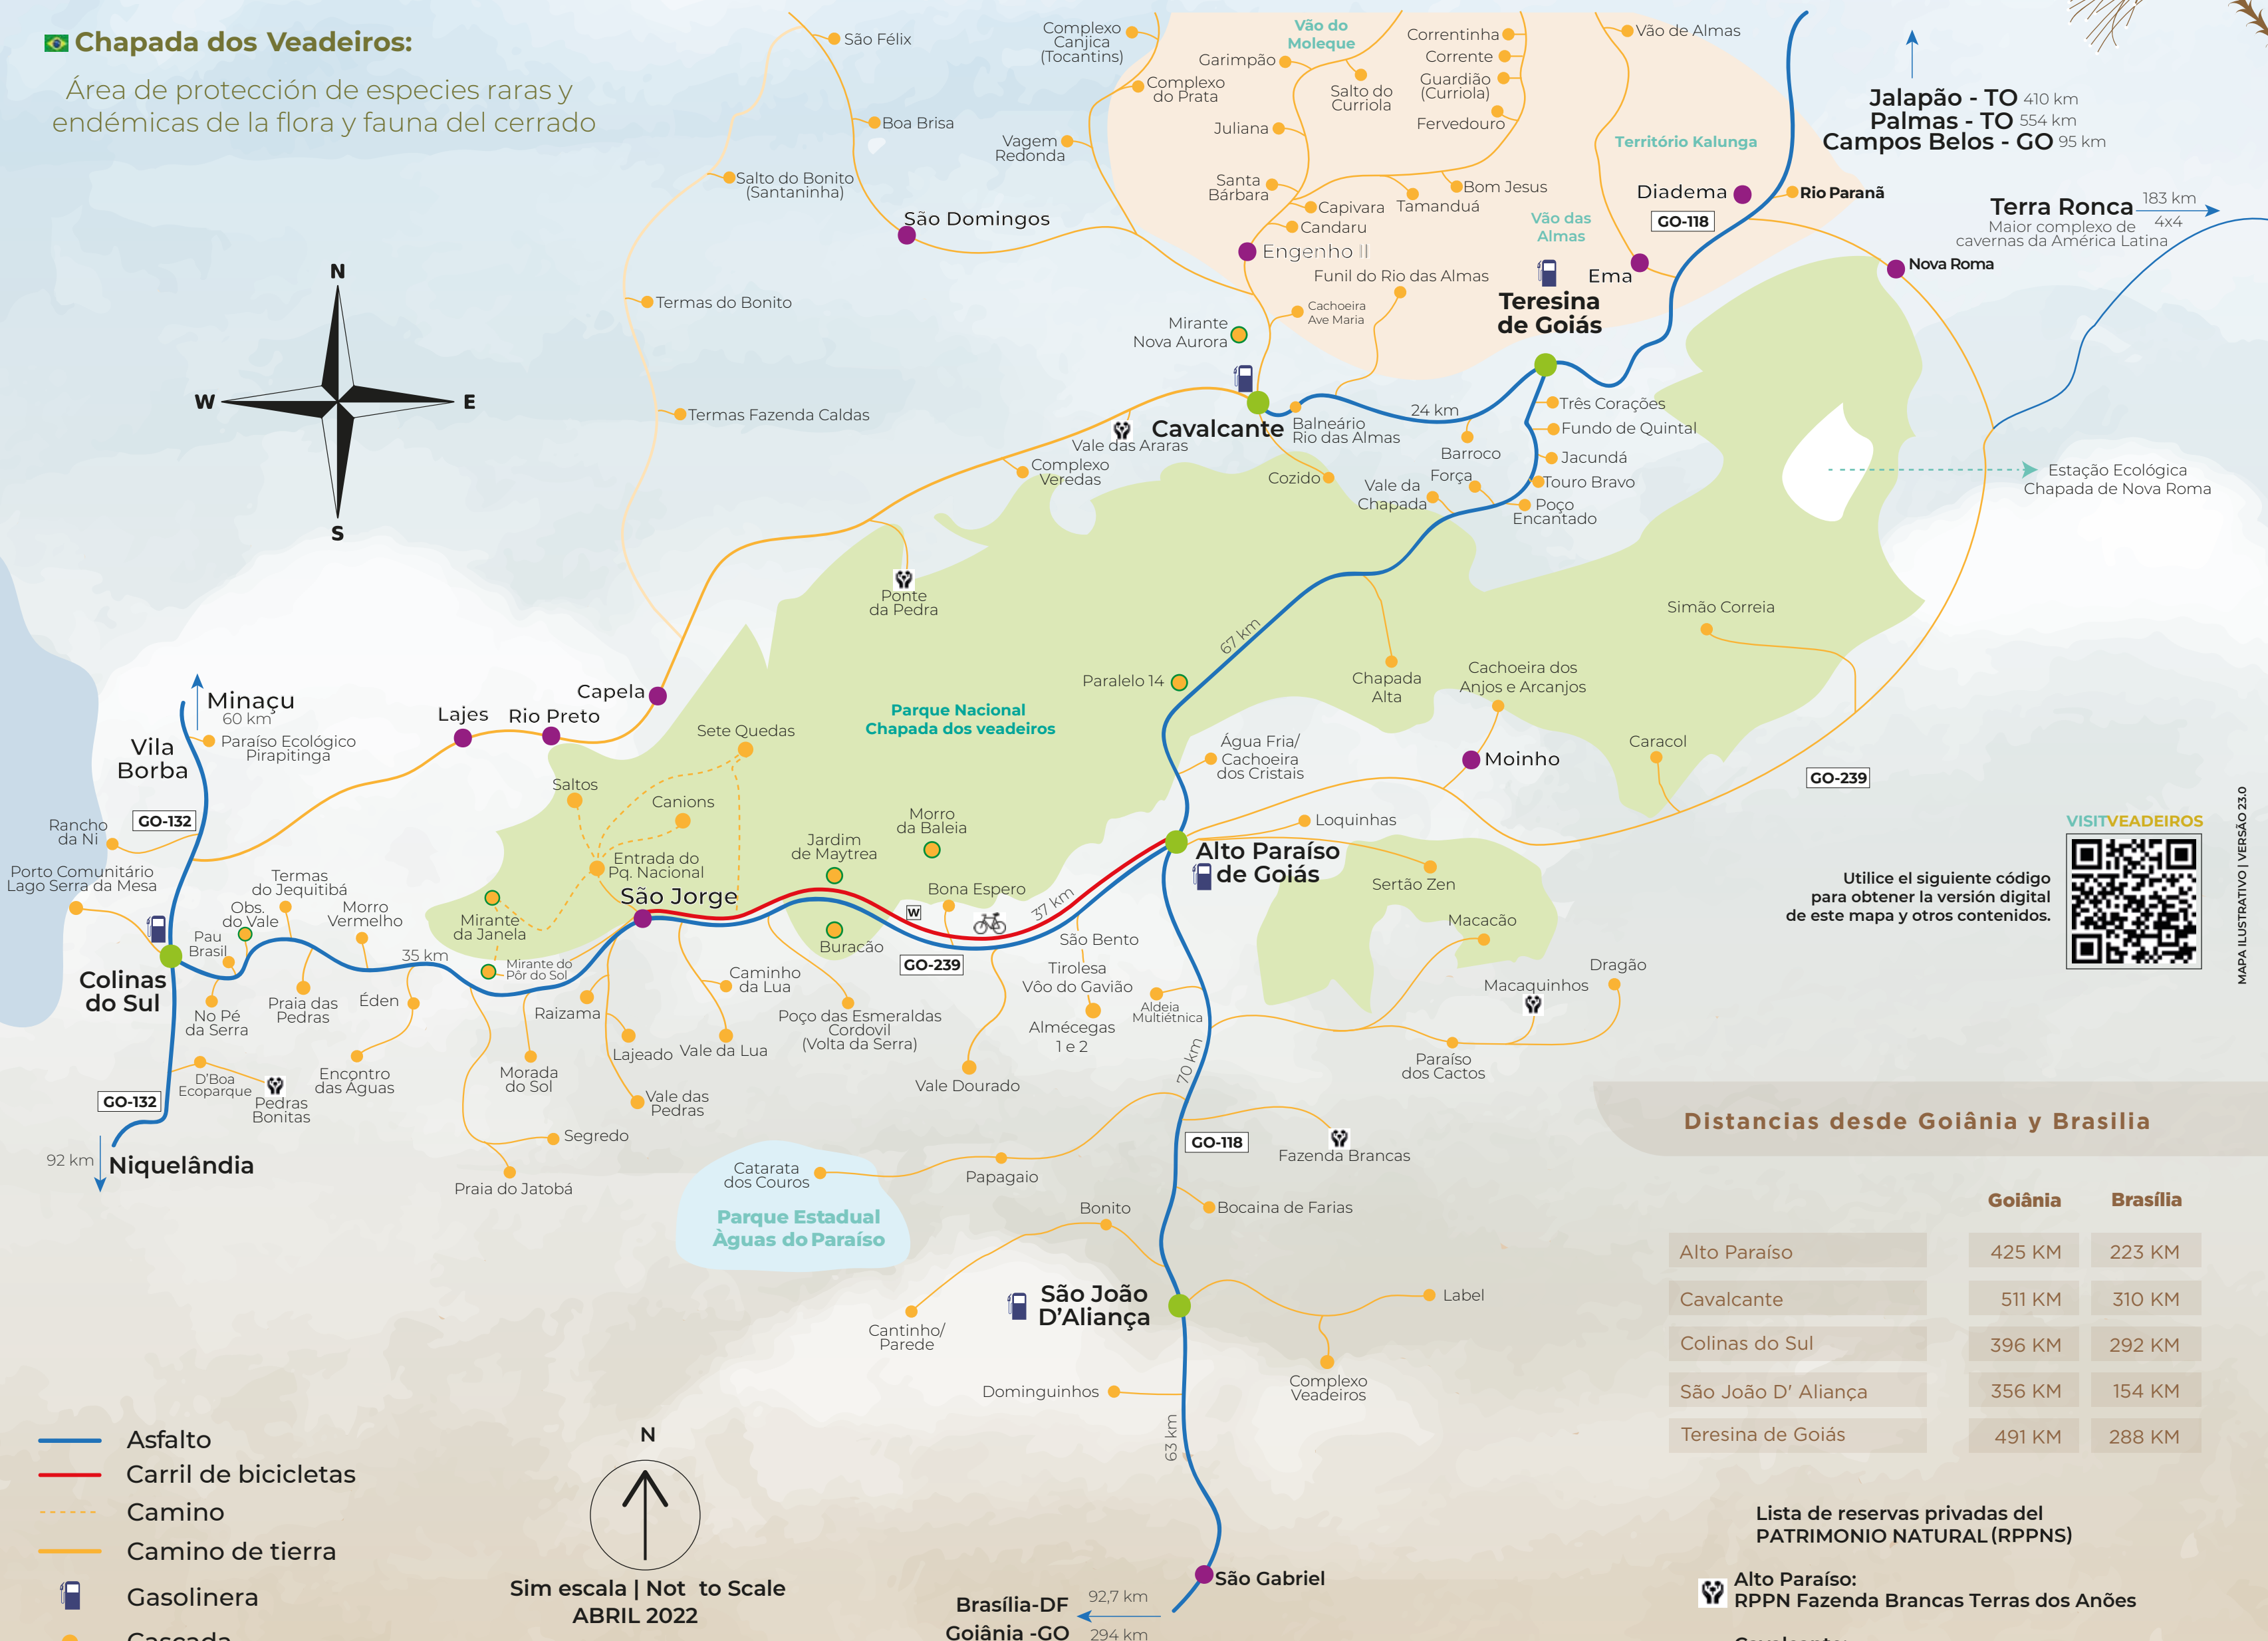 Chapada dos Veadeiros:
Área de protección de especies raras y
endémicas de la flora y fauna del cerrado
N
W
E
S
São Félix
Boa Brisa
Salto do Bonito
(Santaninha)
São Domingos
Termas do Bonito
Termas Fazenda Caldas
Complexo
Canjica
(Tocantins)
Complexo
do Prata
Vagem
Redonda
Vão do
Moleque
Garimpão
Salto do
Curriola
Juliana
Santa
Bárbara
Capivara
Candaru
Engenho II
Correntinha
Corrente
Guardião
(Curriola)
Fervedouro
Bom Jesus
Tamanduá
Vão de Almas
Território Kalunga
Vão das
Almas
Diadema
GO-118
Rio Paranã
Ema
Funil do Rio das Almas
Cachoeira
Ave Maria
Mirante
Nova Aurora
Teresina
de Goiás
Jalapão - TO 410 km
Palmas - TO 554 km
Campos Belos - GO 95 km
Terra Ronca
183 km
4x4
Maior complexo de
cavernas da América Latina
Nova Roma
Cavalcante
Balneário
Rio das Almas
24 km
Barroco
Três Corações
Fundo de Quintal
Jacundá
Touro Bravo
Poço
Encantado
Força
Vale da
Chapada
Cozido
Vale das Araras
Complexo
Veredas
Ponte
da Pedra
Estação Ecológica
Chapada de Nova Roma
Simão Correia
67 km
Paralelo 14
Chapada
Alta
Cachoeira dos
Anjos e Arcanjos
Moinho
Caracol
GO-239
Água Fria/
Cachoeira
dos Cristais
Parque Nacional
Chapada dos veadeiros
Capela
Rio Preto
Lajes
Minaçu
60 km
Vila
Borba
Paraíso Ecológico
Pirapitinga
GO-132
Rancho
da Ni
Porto Comunitário
Lago Serra da Mesa
Sete Quedas
Saltos
Canions
Entrada do
Pq. Nacional
São Jorge
Jardim
de Maytrea
Morro
da Baleia
Buracão
Bona Espero
W
37 km
GO-239
Alto Paraíso
de Goiás
Loquinhas
Sertão Zen
Macacão
Macaquinhos
Dragão
Paraíso
dos Cactos
São Bento
Tirolesa
Vôo do Gavião
Almécegas
1 e 2
Aldeia
Multiétnica
70 km
Termas
do Jequitibá
Obs.
do Vale
Pau
Brasil
Morro
Vermelho
35 km
Mirante
da Janela
Mirante do
Pôr do Sol
Colinas
do Sul
No Pé
da Serra
Praia das
Pedras
Éden
Encontro
das Águas
D'Boa
Ecoparque
Pedras
Bonitas
GO-132
92 km
Niquelândia
Raizama
Lajeado
Morada
do Sol
Vale das
Pedras
Segredo
Praia do Jatobá
Caminho
da Lua
Vale da Lua
Poço das Esmeraldas
Cordovil
(Volta da Serra)
Vale Dourado
Catarata
dos Couros
Parque Estadual
Àguas do Paraíso
Papagaio
GO-118
Fazenda Brancas
Bonito
Bocaina de Farias
São João
D'Aliança
Cantinho/
Parede
Label
Complexo
Veadeiros
Dominguinhos
63 km
São Gabriel
Brasília-DF
92,7 km
Goiânia -GO
294 km
VISITVEADEIROS
Utilice el siguiente código
para obtener la versión digital
de este mapa y otros contenidos.
MAPA ILUSTRATIVO | VERSÃO 23.0
Distancias desde Goiânia y Brasilia
Goiânia Brasília
Alto Paraíso 425 KM 223 KM
Cavalcante 511 KM 310 KM
Colinas do Sul 396 KM 292 KM
São João D' Aliança 356 KM 154 KM
Teresina de Goiás 491 KM 288 KM
Lista de reservas privadas del
PATRIMONIO NATURAL (RPPNS)
Alto Paraíso:
RPPN Fazenda Brancas Terras dos Anões
Asfalto
Carril de bicicletas
Camino
Camino de tierra
Gasolinera
N
Sim escala | Not to Scale
ABRIL 2022